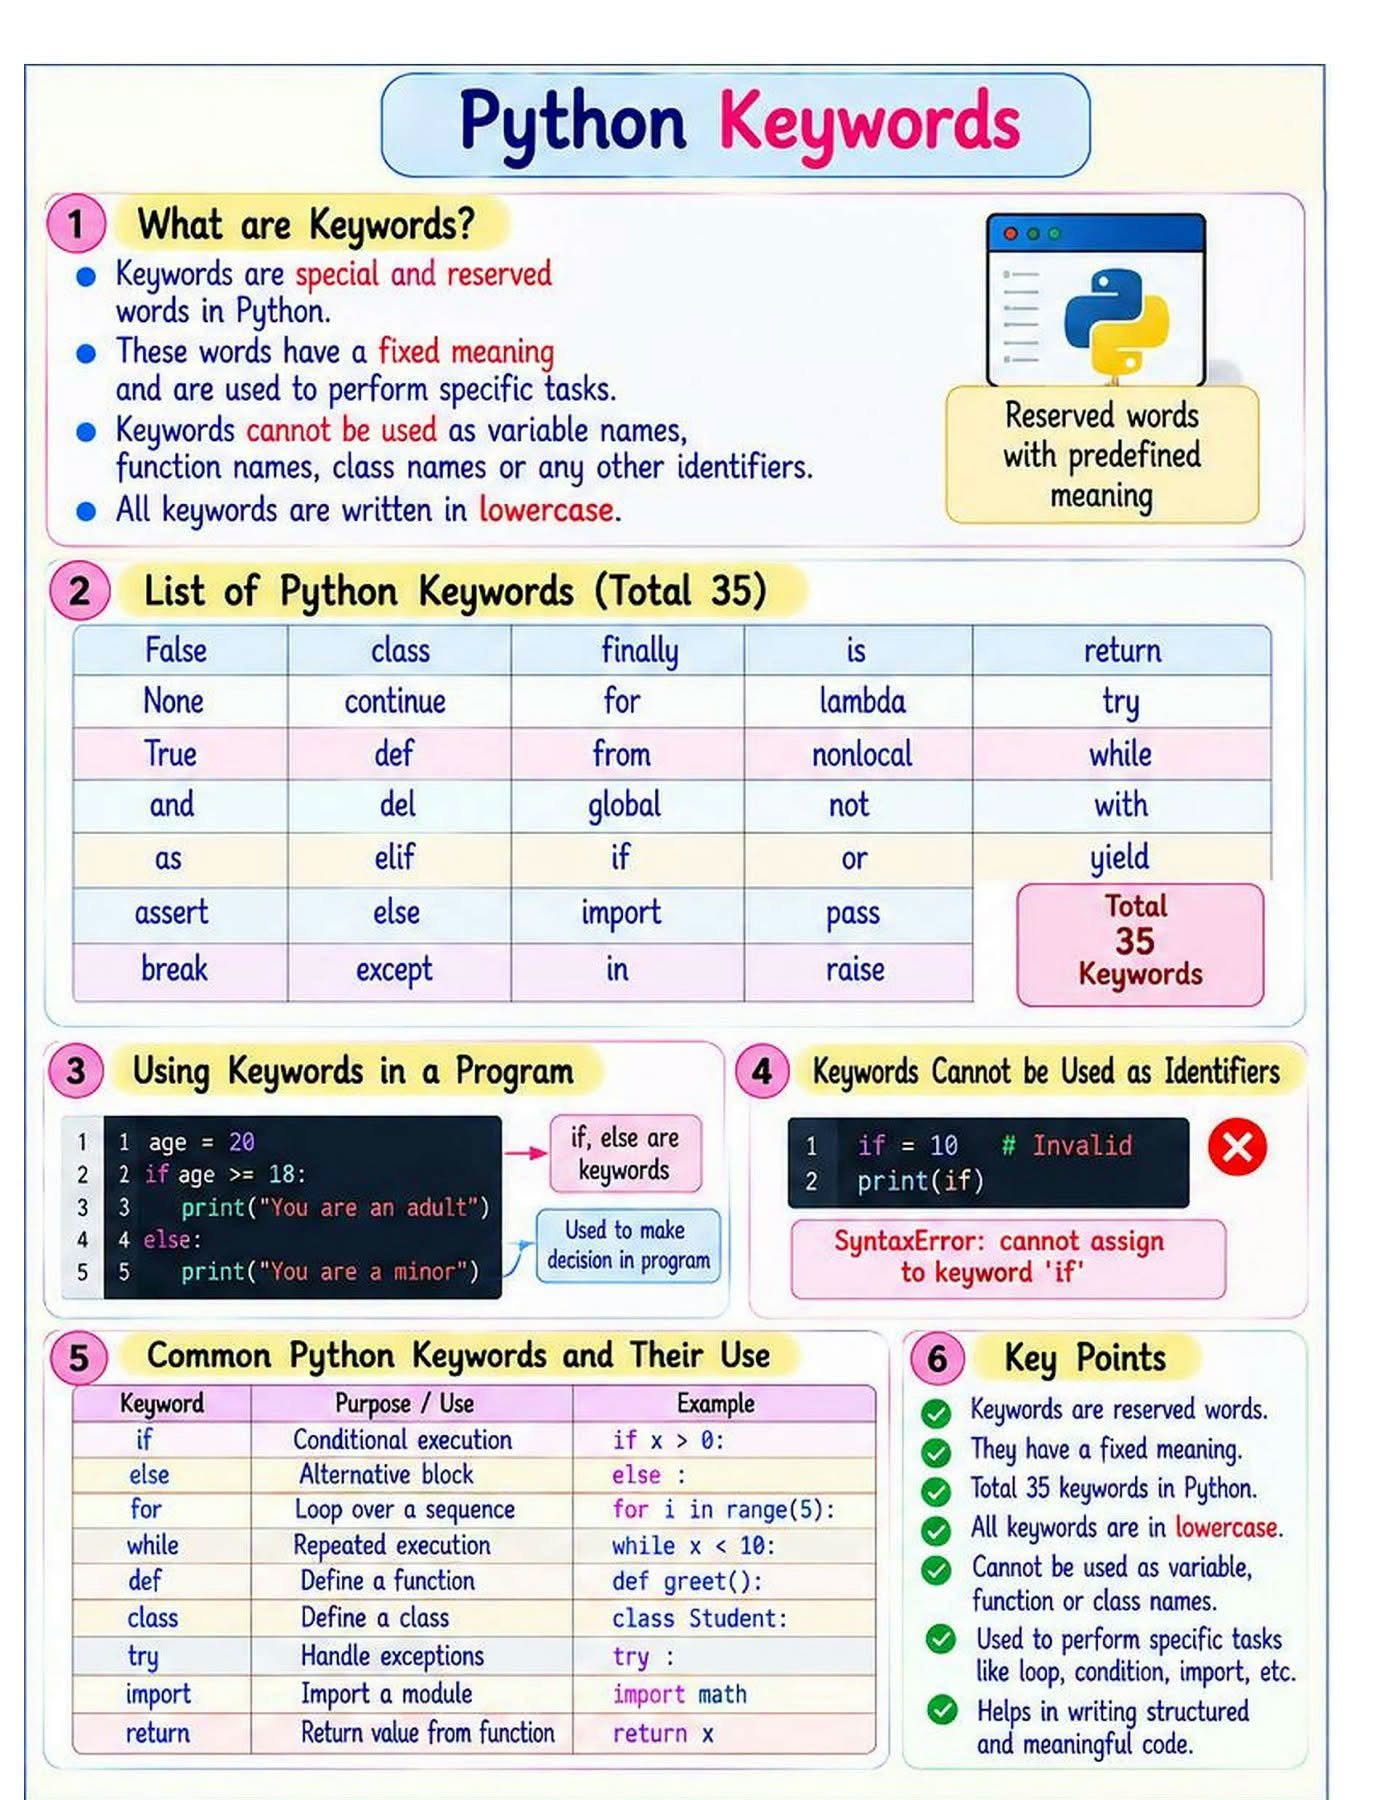 Python Keywords
1 What are Keywords?
Keywords are special and reserved
words in Python.
These words have a fixed meaning
and are used to perform specific tasks.
Keywords cannot be used as variable names,
function names, class names or any other identifiers.
All keywords are written in lowercase.
Reserved words
with predefined
meaning
2 List of Python Keywords (Total 35)
False class finally is return
None continue for lambda try
True def from nonlocal while
and del global not with
as elif if or yield
assert else import pass
break except in raise
Total
35
Keywords
3 Using Keywords in a Program
1 1 age = 20
2 2 if age >= 18:
3 3 print("You are an adult")
4 4 else:
5 5 print("You are a minor")
if, else are
keywords
Used to make
decision in program
4 Keywords Cannot be Used as Identifiers
1 if = 10 # Invalid
2 print(if)
SyntaxError: cannot assign
to keyword 'if'
5 Common Python Keywords and Their Use
Keyword Purpose / Use Example
if Conditional execution if x > 0:
else Alternative block else :
for Loop over a sequence for i in range(5):
while Repeated execution while x < 10:
def Define a function def greet():
class Define a class class Student:
try Handle exceptions try :
import Import a module import math
return Return value from function return x
6 Key Points
Keywords are reserved words.
They have a fixed meaning.
Total 35 keywords in Python.
All keywords are in lowercase.
Cannot be used as variable,
function or class names.
Used to perform specific tasks
like loop, condition, import, etc.
Helps in writing structured
and meaningful code.